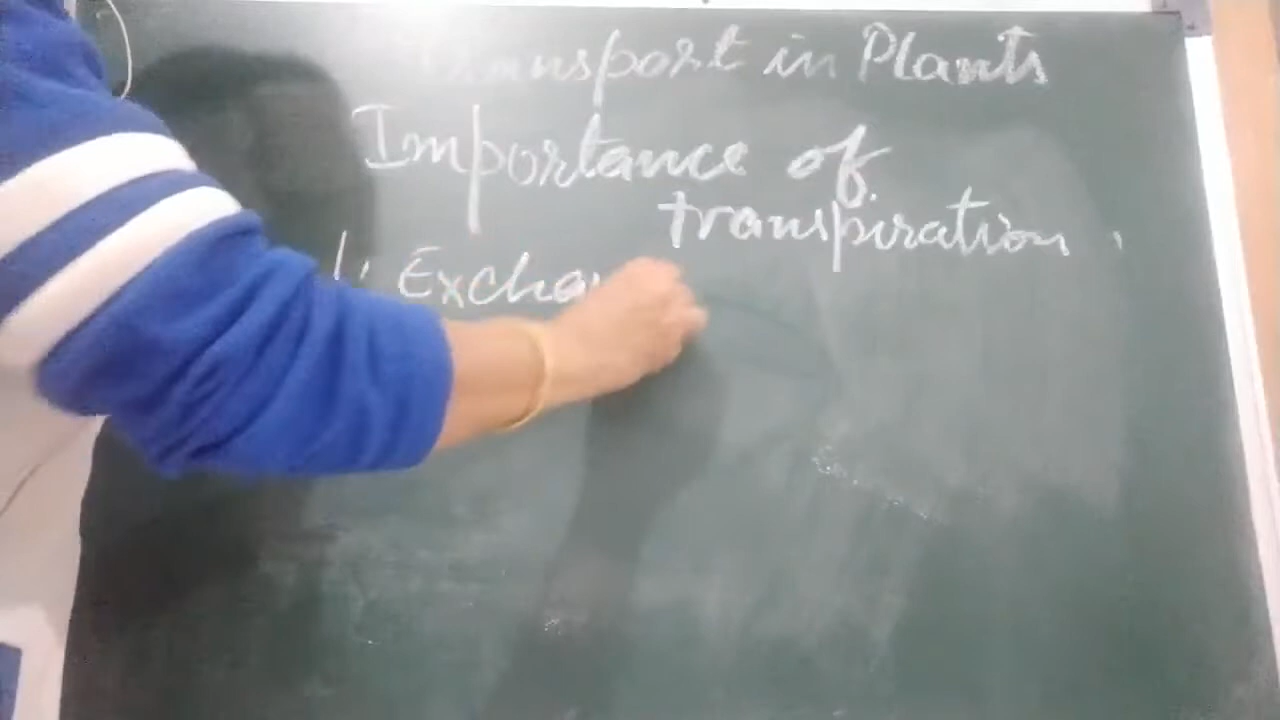 Transport in Plants
Importance of
transpiration.
1. Excha